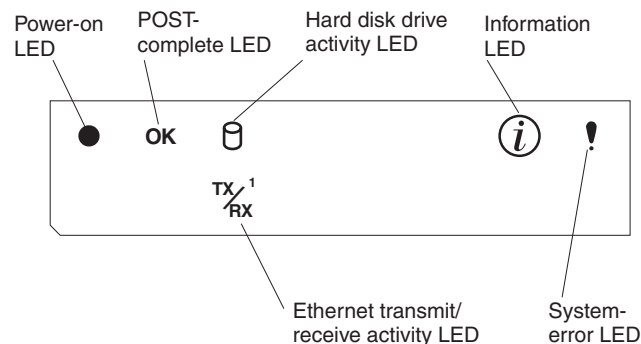 Power-on
LED
POST-
complete LED
Hard disk drive
activity LED
Information
LED
OK
i
!
TX/RX 1
Ethernet transmit/
receive activity LED
System-
error LED